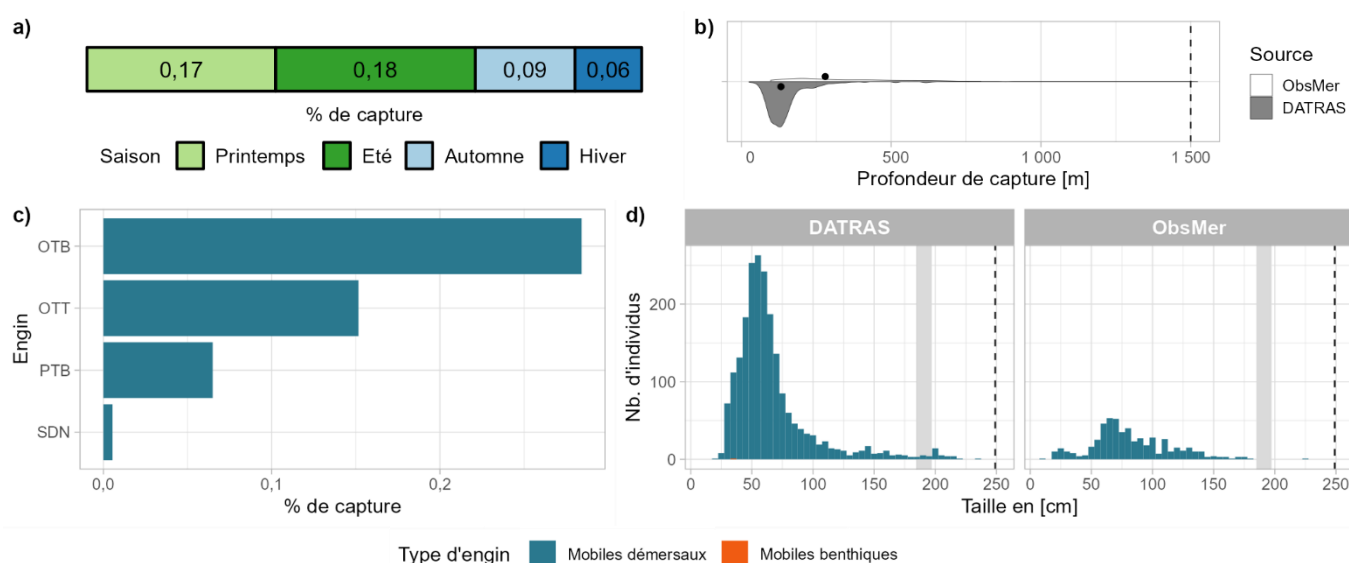 a)
0,17 0,18 0,09 0,06
% de capture
Saison Printemps Eté Automne Hiver
b)
0 500 1 000 1 500
Profondeur de capture [m]
Source
ObsMer
DATRAS
c)
Engin
OTB
OTT
PTB
SDN
0,0 0,1 0,2
% de capture
d)
DATRAS ObsMer
Nb. d'individus
200
100
0
0 50 100 150 200 250 0 50 100 150 200 250
Taille en [cm]
Type d'engin Mobiles démersaux Mobiles benthiques